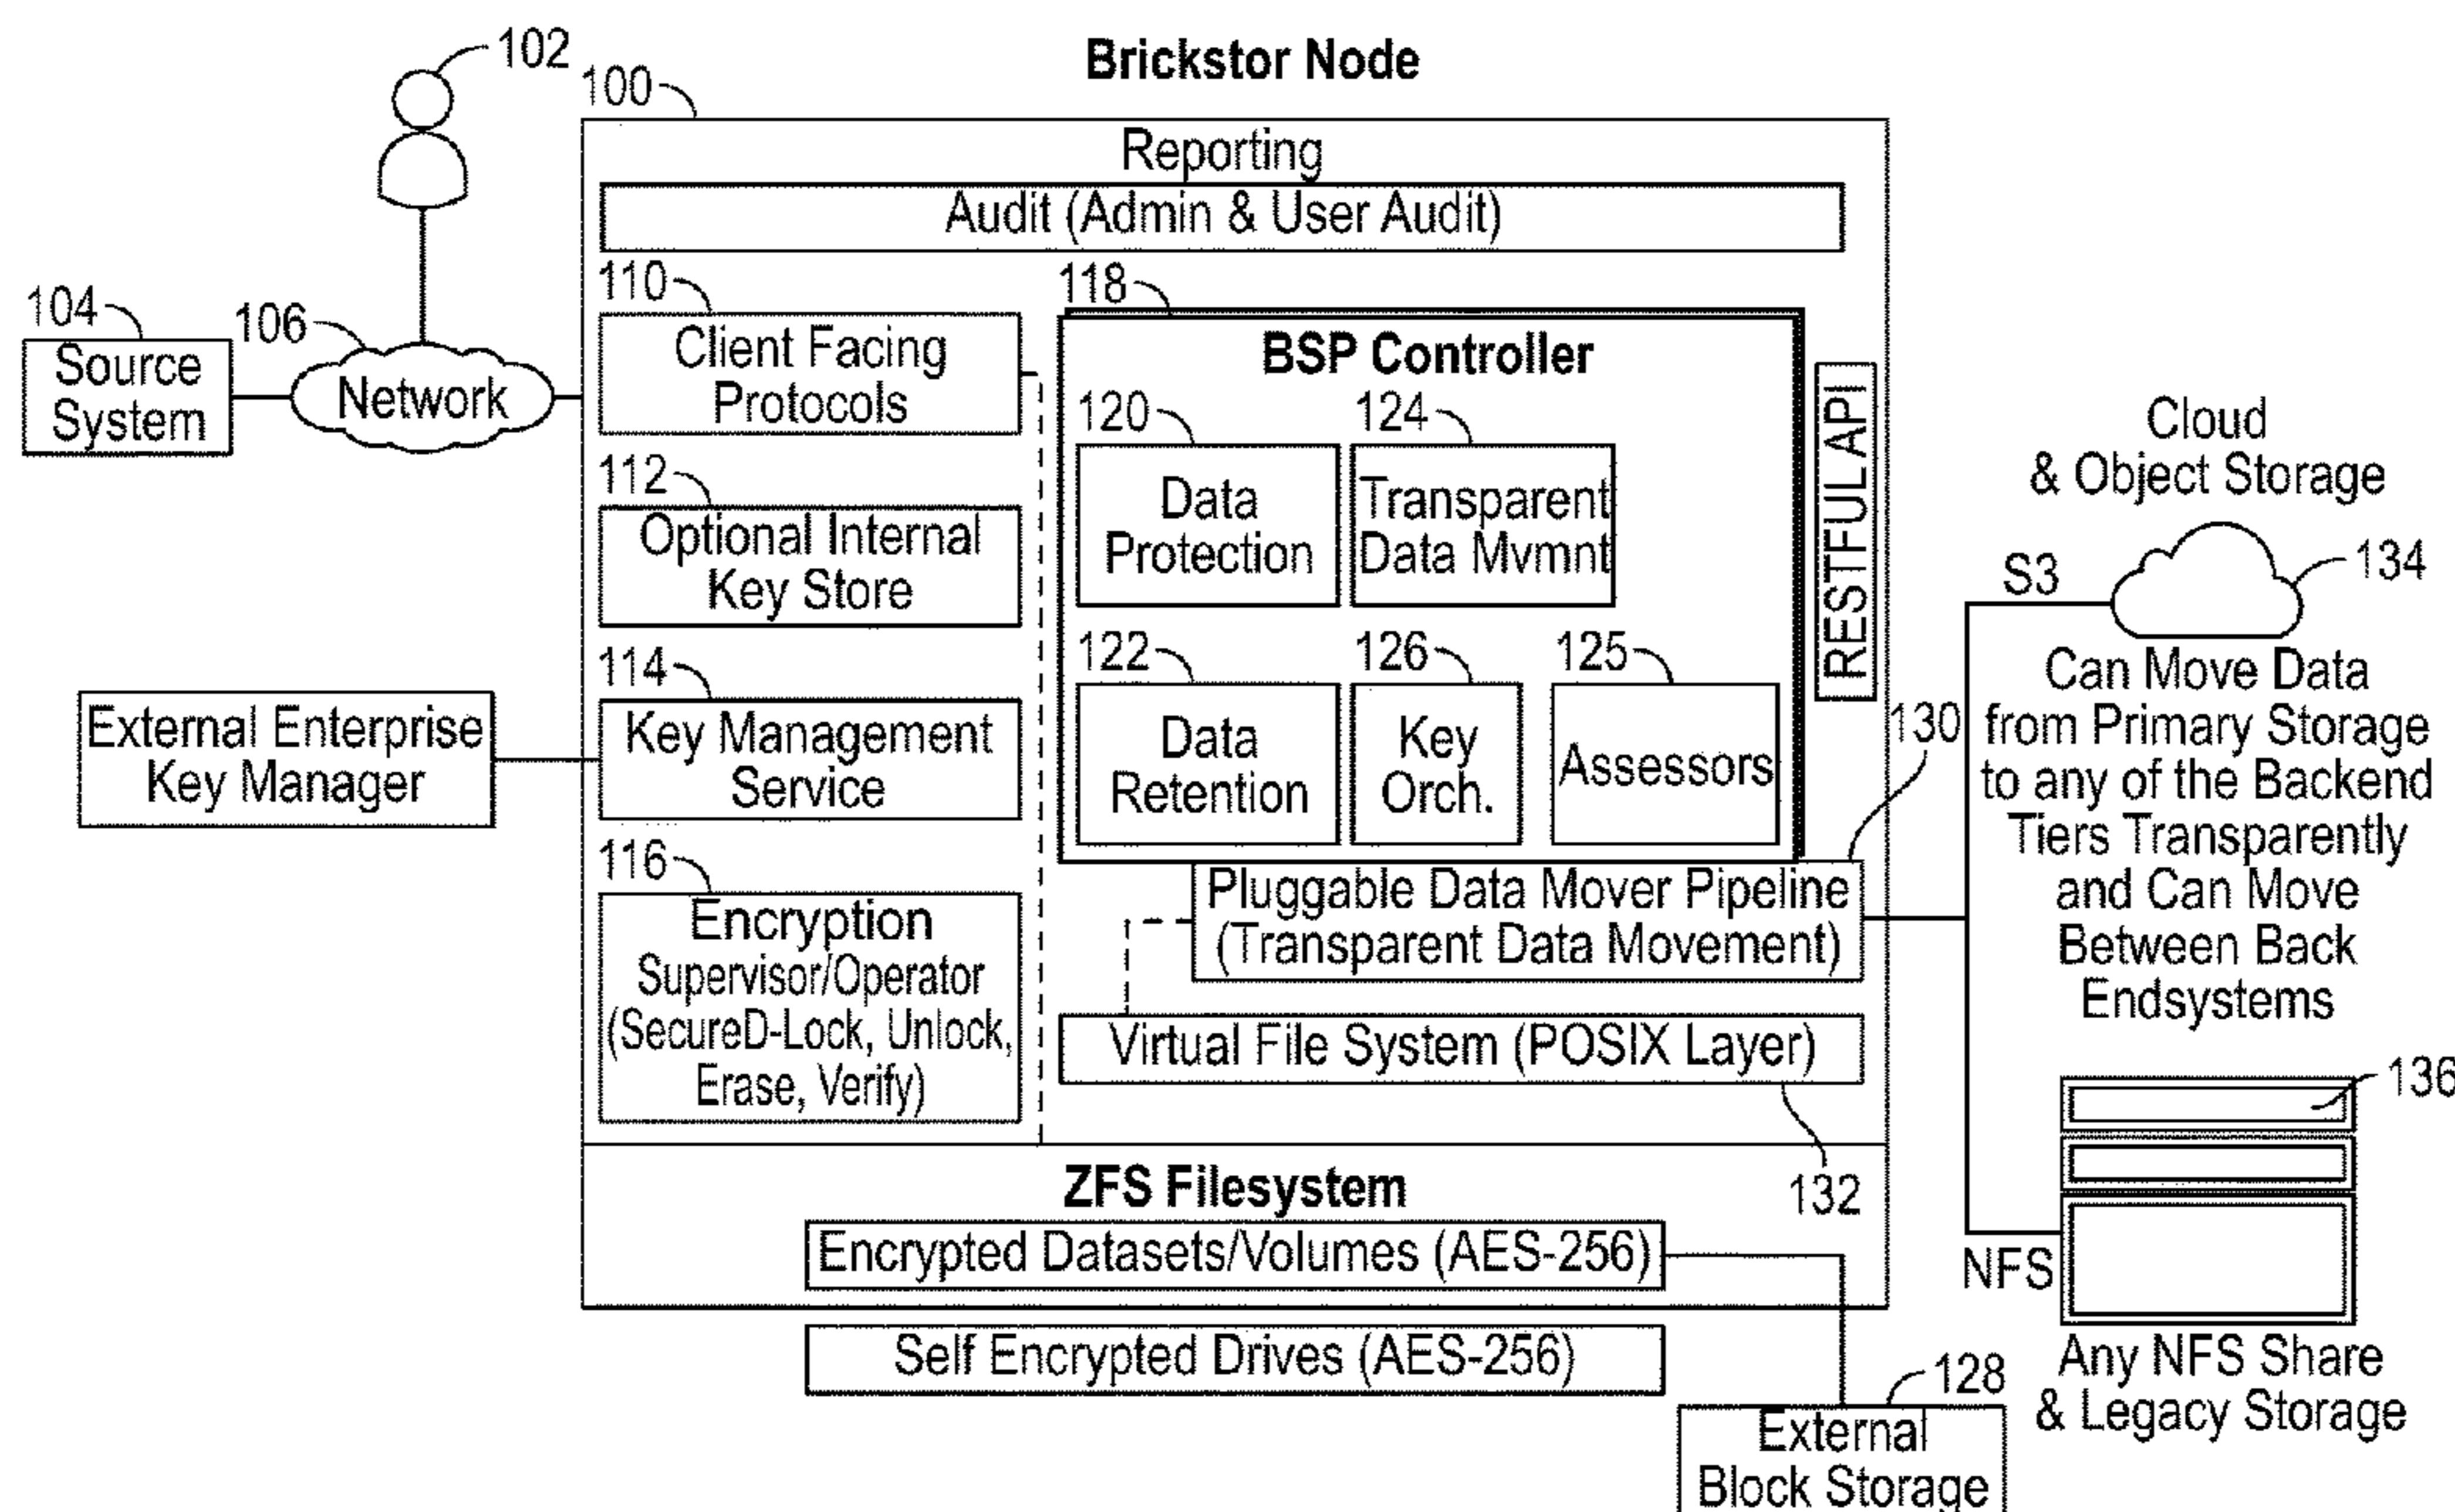 Brickstor Node
102
100
Reporting
Audit (Admin & User Audit)
104
Source
System
106
Network
110
Client Facing
Protocols
112
Optional Internal
Key Store
114
Key Management
Service
External Enterprise
Key Manager
116
Encryption
Supervisor/Operator
(SecureD-Lock, Unlock,
Erase, Verify)
118
BSP Controller
120
Data
Protection
124
Transparent
Data Mvmnt
122
Data
Retention
126
Key
Orch.
125
Assessors
RESTFUL API
130
Pluggable Data Mover Pipeline
(Transparent Data Movement)
Virtual File System (POSIX Layer)
132
ZFS Filesystem
Encrypted Datasets/Volumes (AES-256)
Self Encrypted Drives (AES-256)
128
External
Block Storage
Cloud
& Object Storage
S3
134
Can Move Data
from Primary Storage
to any of the Backend
Tiers Transparently
and Can Move
Between Back
Endsystems
136
NFS
Any NFS Share
& Legacy Storage